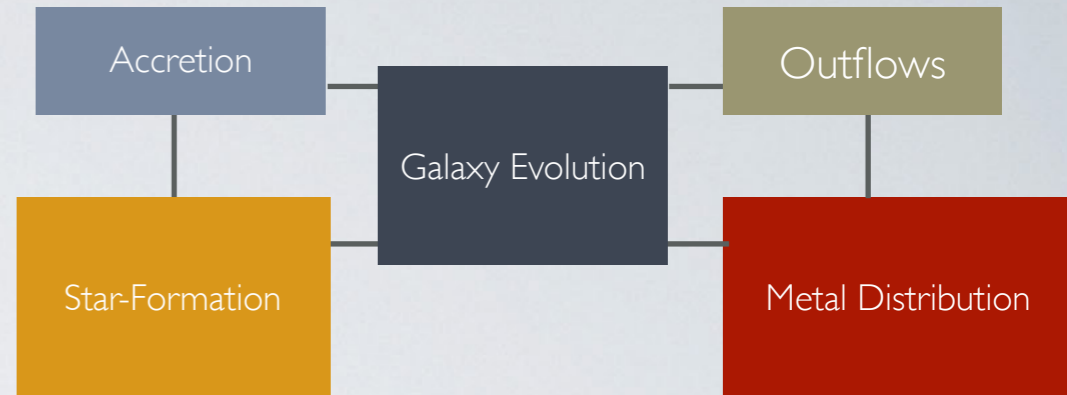 Accretion
Outflows
Galaxy Evolution
Star-Formation
Metal Distribution